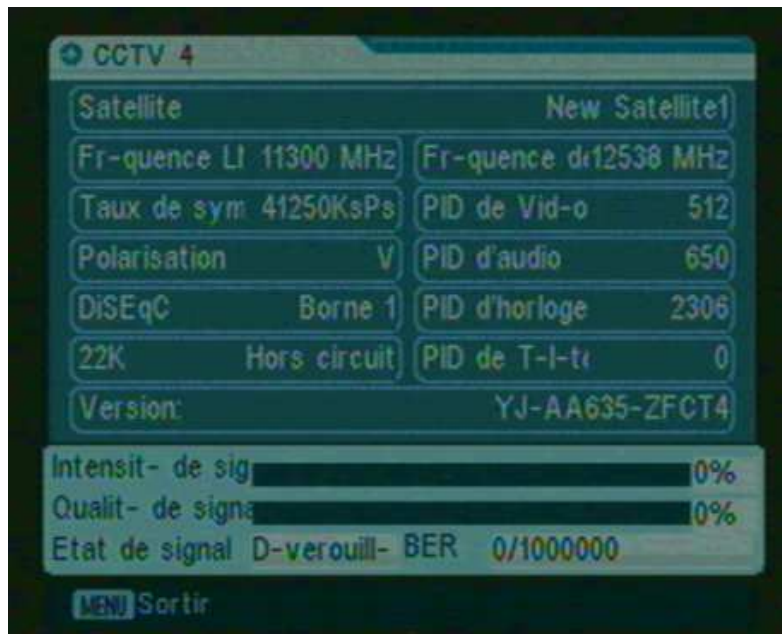 CCTV 4
Satellite New Satellite1
Fr-quence Ll 11300 MHz Fr-quence de 12538 MHz
Taux de sym 41250KsPs PID de Vid-o 512
Polarisation V PID d'audio 650
DiSEqC Borne 1 PID d'horloge 2306
22K Hors circuit PID de T-l-te 0
Version: YJ-AA635-ZFCT4
Intensit- de sig 0%
Qualit- de signa 0%
Etat de signal D-verouill- BER 0/1000000
MENU Sortir